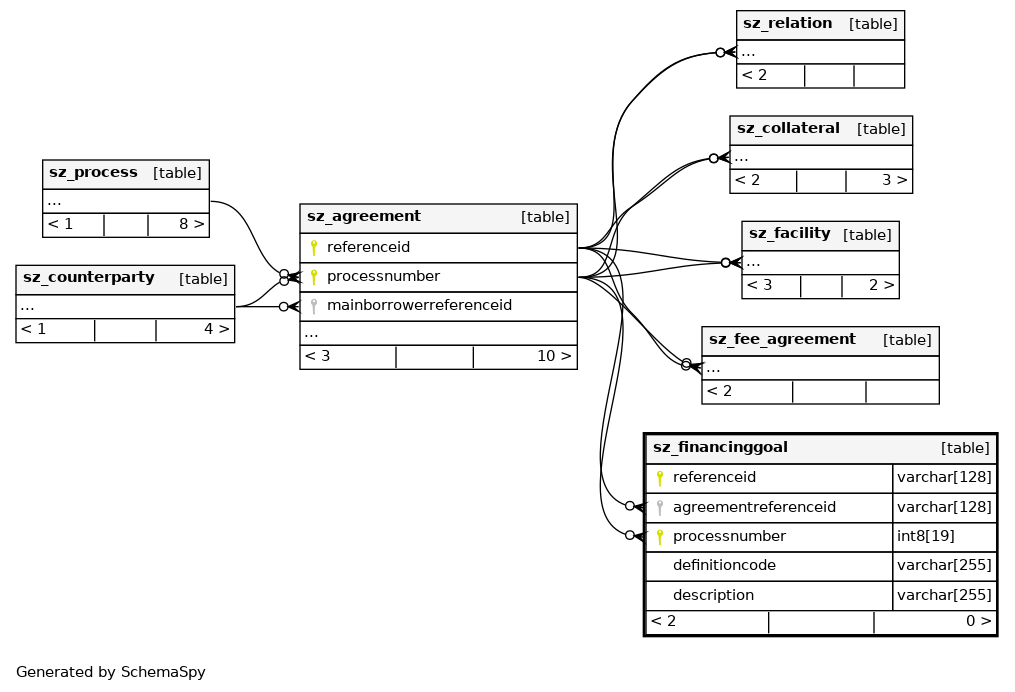 sz_relation [table]
...
< 2
sz_collateral [table]
...
< 2 3 >
sz_process [table]
...
< 1 8 >
sz_counterparty [table]
...
< 1 4 >
sz_agreement [table]
referenceid
processnumber
mainborrowerreferenceid
...
< 3 10 >
sz_facility [table]
...
< 3 2 >
sz_fee_agreement [table]
...
< 2
sz_financinggoal [table]
referenceid varchar[128]
agreementreferenceid varchar[128]
processnumber int8[19]
definitioncode varchar[255]
description varchar[255]
< 2 0 >
Generated by SchemaSpy